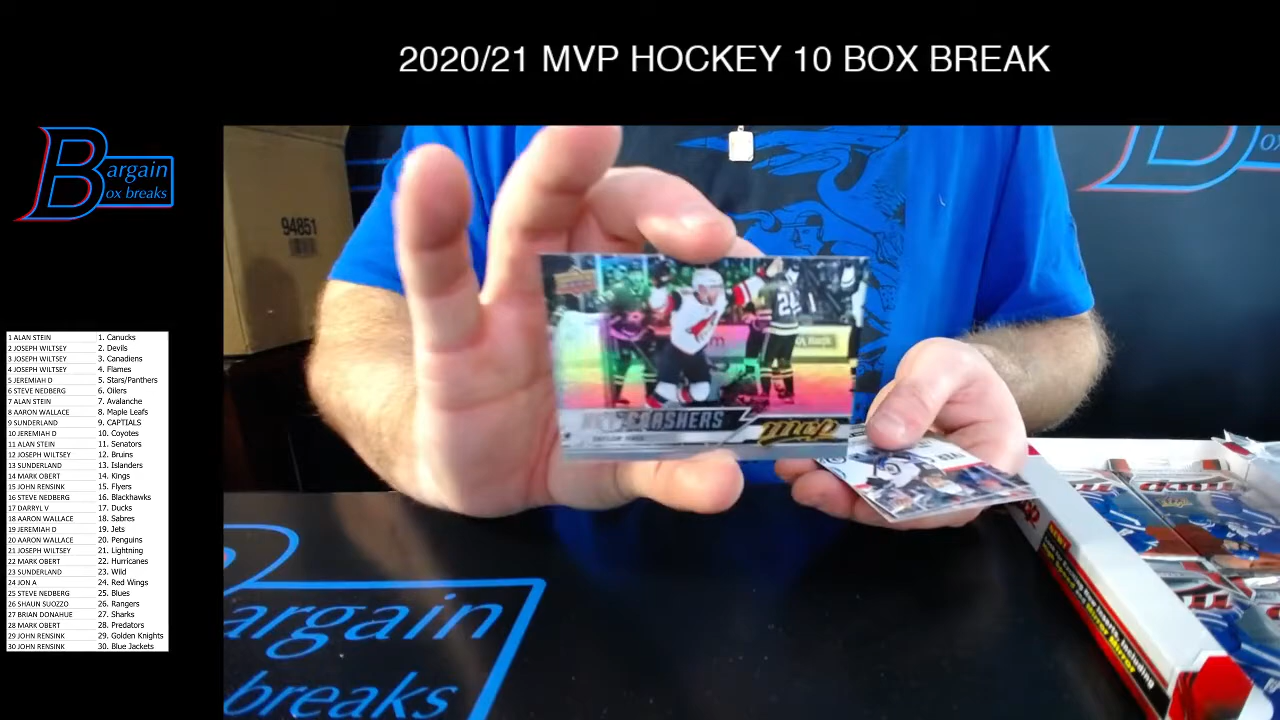 2020/21 MVP HOCKEY 10 BOX BREAK
Bargain
ox breaks
94851
1 ALAN STEIN 1. Canucks
2 JOSEPH WILTSEY 2. Devils
3 JOSEPH WILTSEY 3. Canadiens
4 JOSEPH WILTSEY 4. Flames
5 JEREMIAH D 5. Stars/Panthers
6 STEVE NEDBERG 6. Oilers
7 ALAN STEIN 7. Avalanche
8 AARON WALLACE 8. Maple Leafs
9 SUNDERLAND 9. CAPTIALS
10 JEREMIAH D 10. Coyotes
11 ALAN STEIN 11. Senators
12 JOSEPH WILTSEY 12. Bruins
13 SUNDERLAND 13. Islanders
14 MARK OBERT 14. Kings
15 JOHN RENSINK 15. Flyers
16 STEVE NEDBERG 16. Blackhawks
17 DARRYL V 17. Ducks
18 AARON WALLACE 18. Sabres
19 JEREMIAH D 19. Jets
20 AARON WALLACE 20. Penguins
21 JOSEPH WILTSEY 21. Lightning
22 MARK OBERT 22. Hurricanes
23 SUNDERLAND 23. Wild
24 JON A 24. Red Wings
25 STEVE NEDBERG 25. Blues
26 SHAUN SUOZZO 26. Rangers
27 BRIAN DONAHUE 27. Sharks
28 MARK OBERT 28. Predators
29 JOHN RENSINK 29. Golden Knights
30 JOHN RENSINK 30. Blue Jackets
24
CRASHERS
mvp
argain
breaks
Murray Mirror